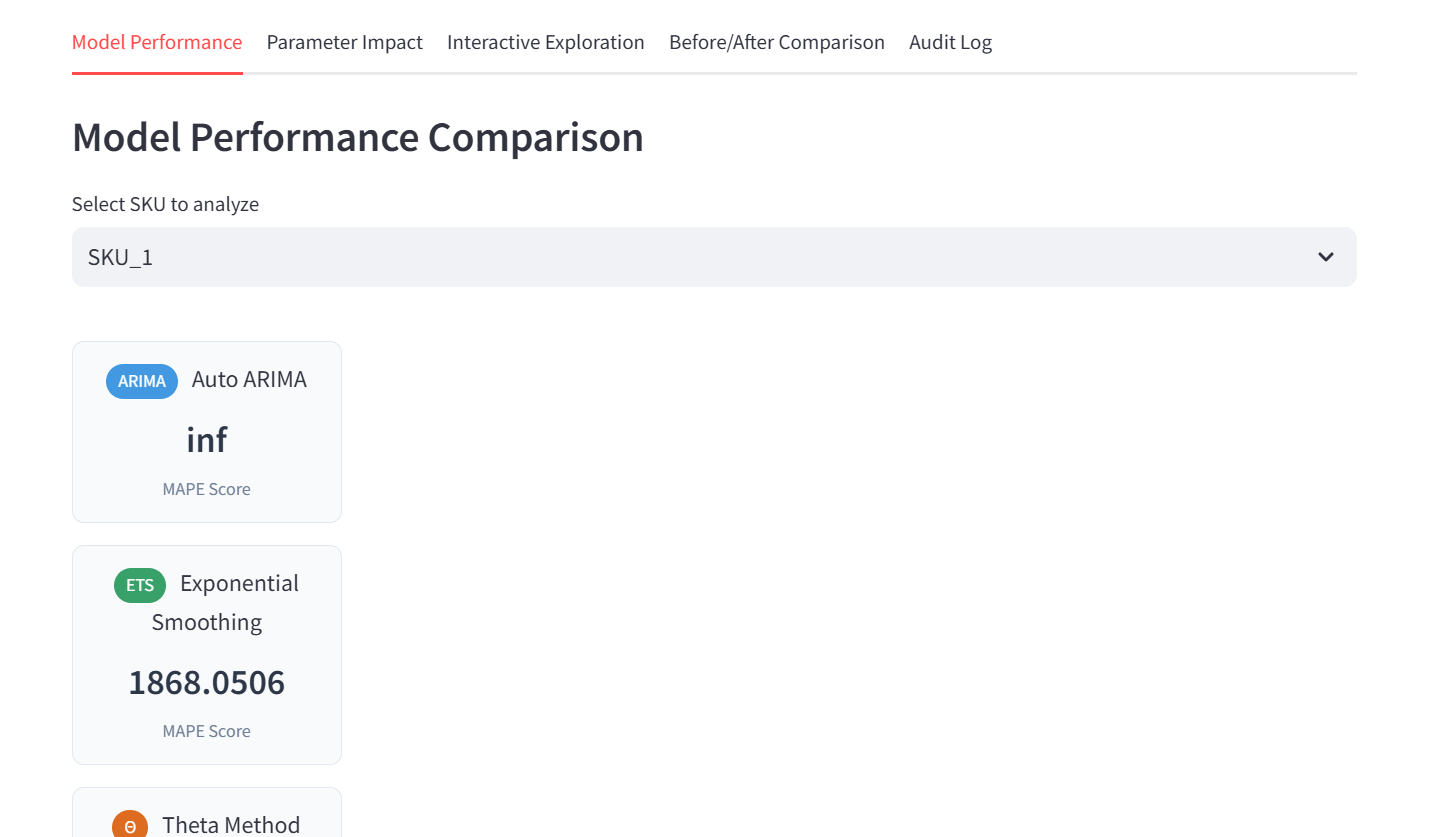 Model Performance Parameter Impact Interactive Exploration Before/After Comparison Audit Log
Model Performance Comparison
Select SKU to analyze
SKU_1
ARIMA Auto ARIMA
inf
MAPE Score
ETS Exponential
Smoothing
1868.0506
MAPE Score
Θ Theta Method